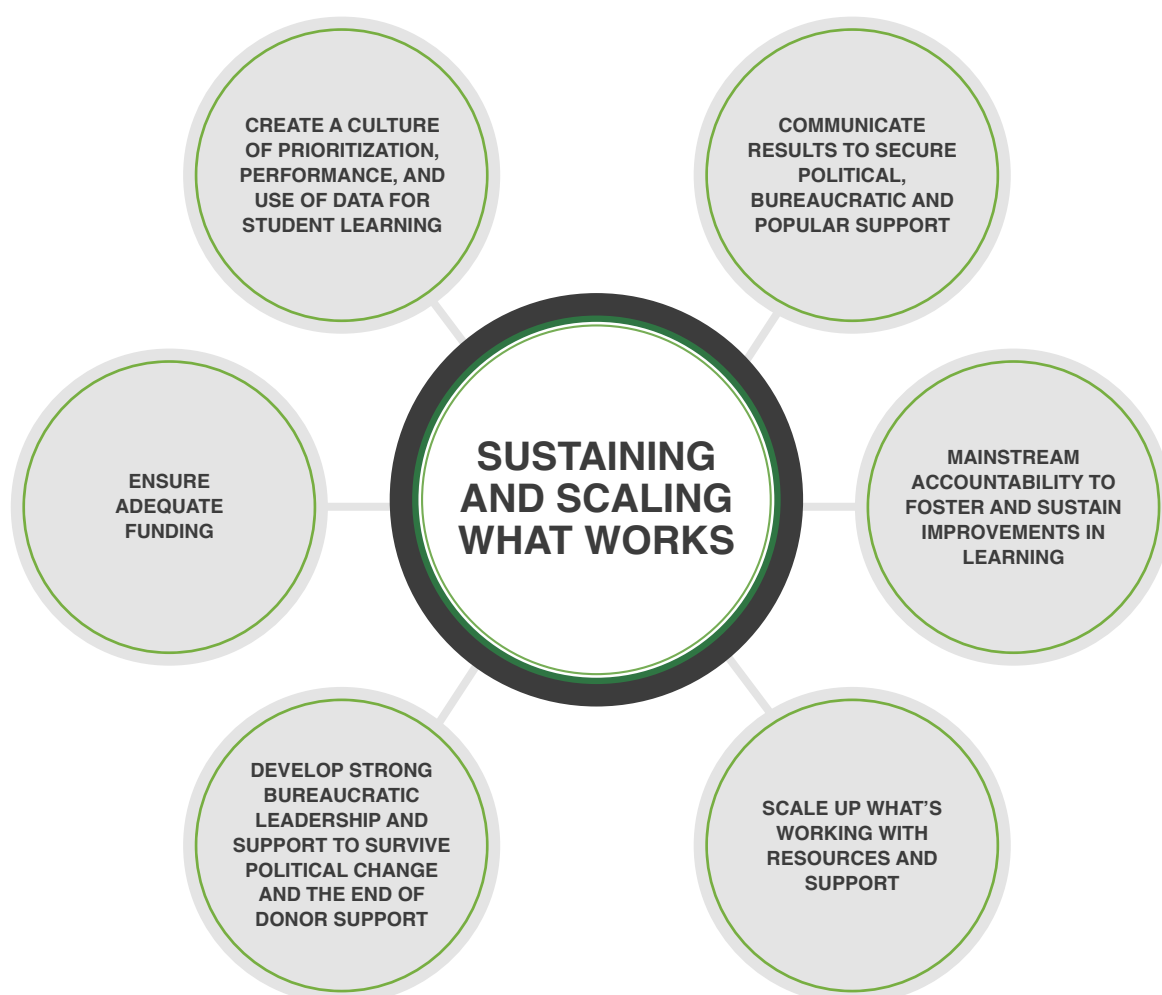 CREATE A CULTURE
OF PRIORITIZATION,
PERFORMANCE, AND
USE OF DATA FOR
STUDENT LEARNING
COMMUNICATE
RESULTS TO SECURE
POLITICAL,
BUREAUCRATIC AND
POPULAR SUPPORT
ENSURE
ADEQUATE
FUNDING
SUSTAINING
AND SCALING
WHAT WORKS
MAINSTREAM
ACCOUNTABILITY TO
FOSTER AND SUSTAIN
IMPROVEMENTS IN
LEARNING
DEVELOP STRONG
BUREAUCRATIC
LEADERSHIP AND
SUPPORT TO SURVIVE
POLITICAL CHANGE
AND THE END OF
DONOR SUPPORT
SCALE UP WHAT’S
WORKING WITH
RESOURCES AND
SUPPORT